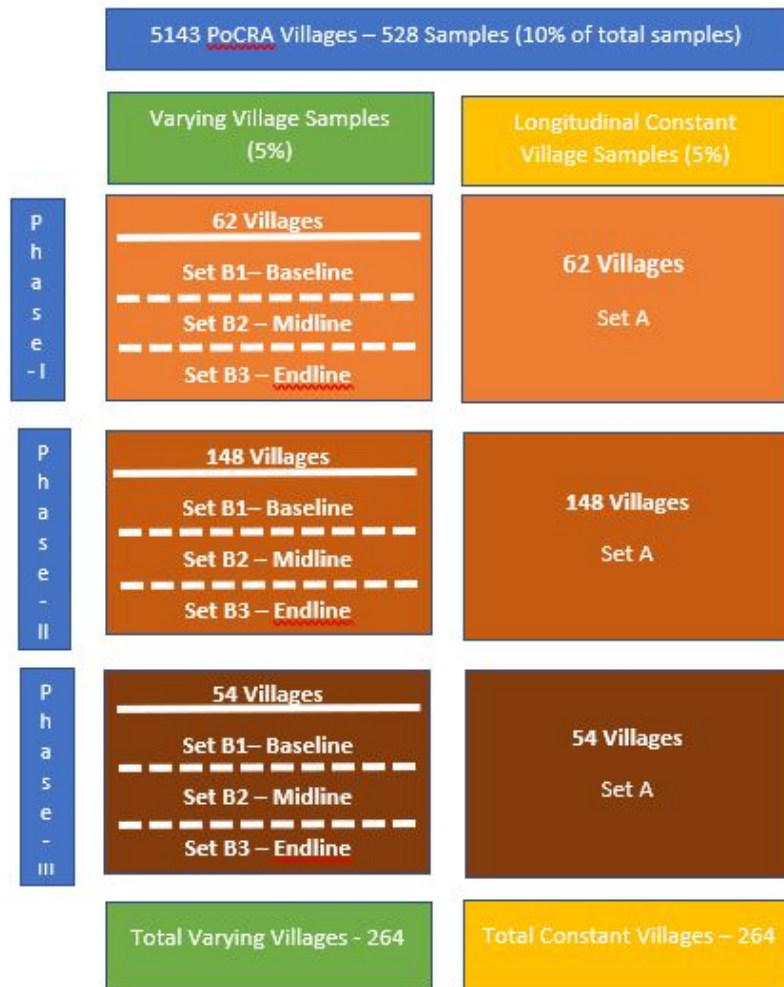 5143 PoCRA Villages – 528 Samples (10% of total samples)
Varying Village Samples
(5%)
Longitudinal Constant
Village Samples (5%)
Phase-I
62 Villages
Set B1– Baseline
Set B2 – Midline
Set B3 – Endline
62 Villages
Set A
Phase-II
148 Villages
Set B1– Baseline
Set B2 – Midline
Set B3 – Endline
148 Villages
Set A
Phase-III
54 Villages
Set B1– Baseline
Set B2 – Midline
Set B3 – Endline
54 Villages
Set A
Total Varying Villages - 264
Total Constant Villages – 264